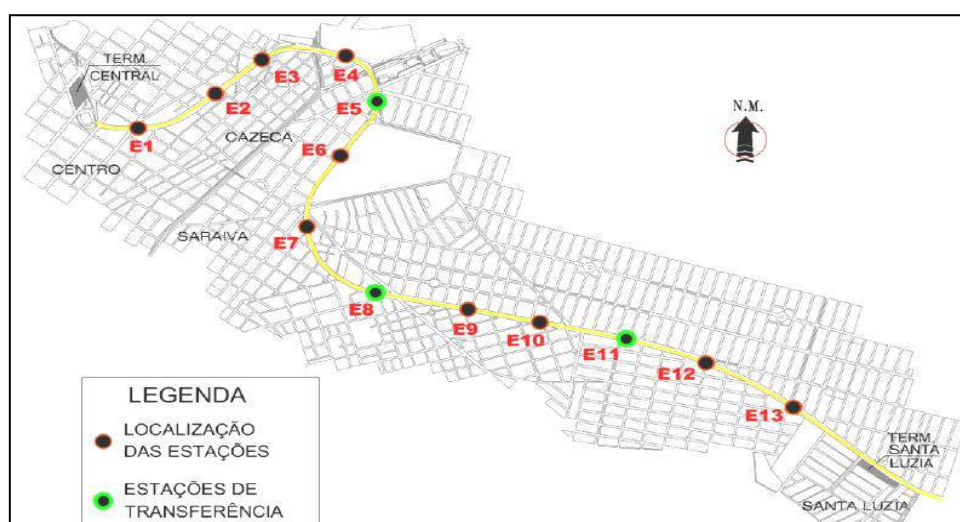 TERM.
CENTRAL
E1
E2
E3
E4
E5
E6
E7
E8
E9
E10
E11
E12
E13
CAZECA
CENTRO
SARAIVA
N.M.
TERM.
SANTA
LUZIA
SANTA LUZIA
LEGENDA
LOCALIZAÇÃO
DAS ESTAÇÕES
ESTAÇÕES DE
TRANSFERÊNCIA